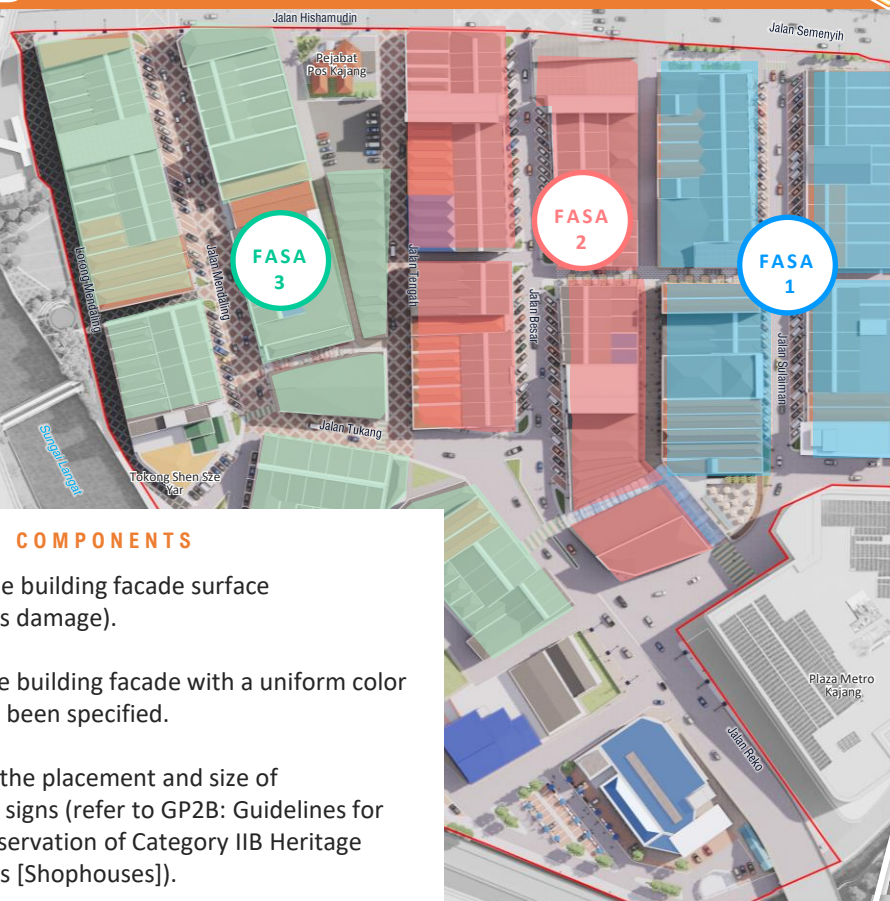 Jalan Hishamudin
Jalan Semenyih
Pejabat
Pos Kajang
FASA
2
FASA
3
FASA
1
Lorong Mendaling
Jalan Mendaling
Jalan Tengah
Jalan Besar
Jalan Sulaiman
Jalan Tukang
Sungai Langat
Tokong Shen Sze
Yar
COMPONENTS
e building facade surface
s damage).
e building facade with a uniform color
been specified.
the placement and size of
signs (refer to GP2B: Guidelines for
servation of Category IIB Heritage
s [Shophouses]).
Plaza Metro
Kajang
Jalan Reko